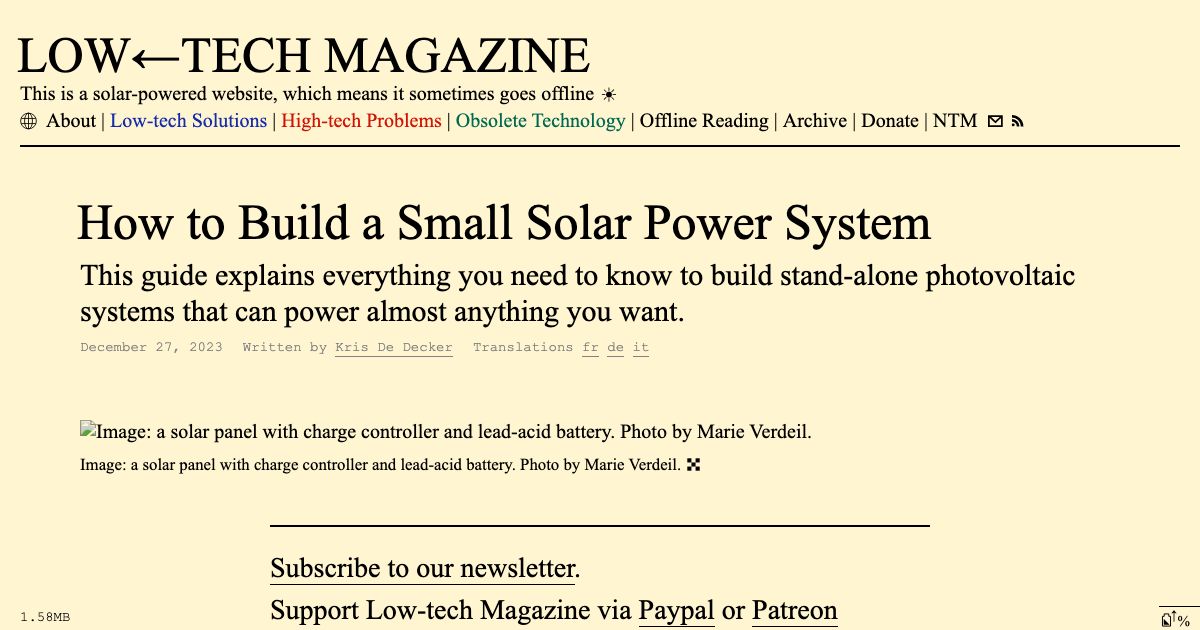 LOW←TECH MAGAZINE
This is a solar-powered website, which means it sometimes goes offline ☀
About | Low-tech Solutions | High-tech Problems | Obsolete Technology | Offline Reading | Archive | Donate | NTM
How to Build a Small Solar Power System
This guide explains everything you need to know to build stand-alone photovoltaic
systems that can power almost anything you want.
December 27, 2023 Written by Kris De Decker Translations fr de it
Image: a solar panel with charge controller and lead-acid battery. Photo by Marie Verdeil.
Image: a solar panel with charge controller and lead-acid battery. Photo by Marie Verdeil.
Subscribe to our newsletter.
Support Low-tech Magazine via Paypal or Patreon
1.58MB
%